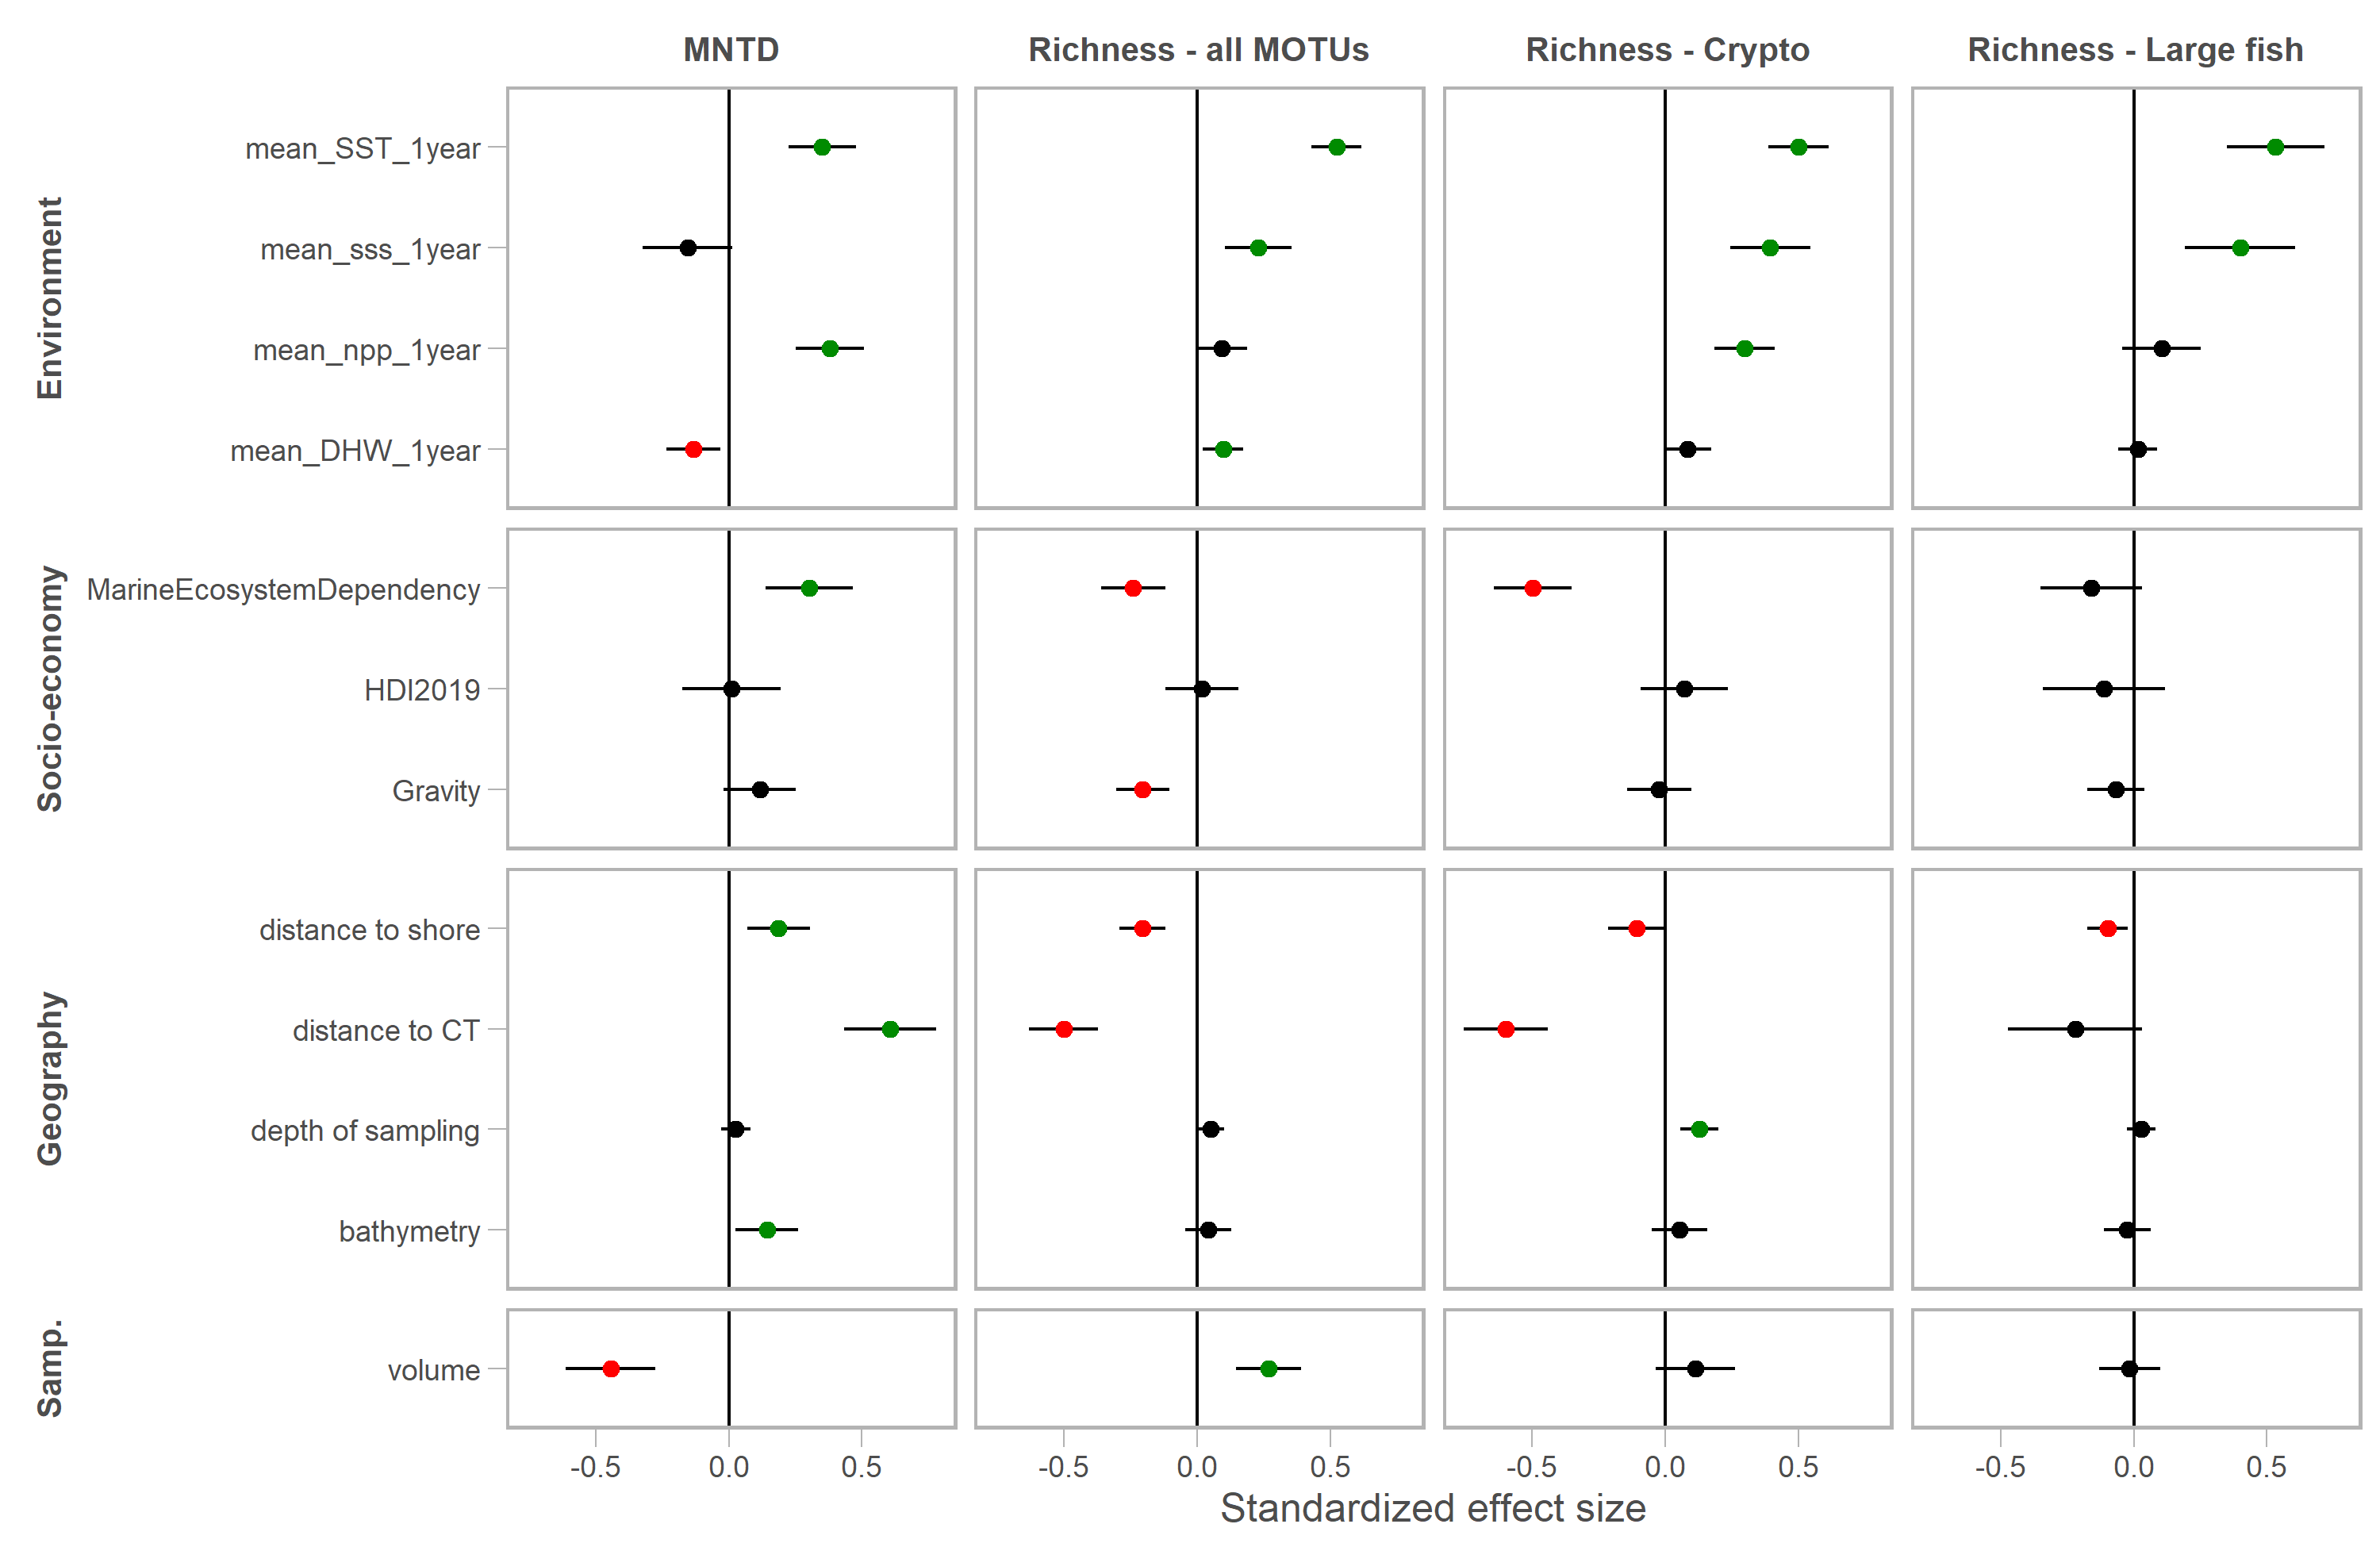 MNTD Richness - all MOTUs Richness - Crypto Richness - Large fish
Environment
mean_SST_1year
mean_sss_1year
mean_npp_1year
mean_DHW_1year
Socio-economy
MarineEcosystemDependency
HDI2019
Gravity
Geography
distance to shore
distance to CT
depth of sampling
bathymetry
Samp.
volume
-0.5 0.0 0.5 -0.5 0.0 0.5 -0.5 0.0 0.5 -0.5 0.0 0.5
Standardized effect size